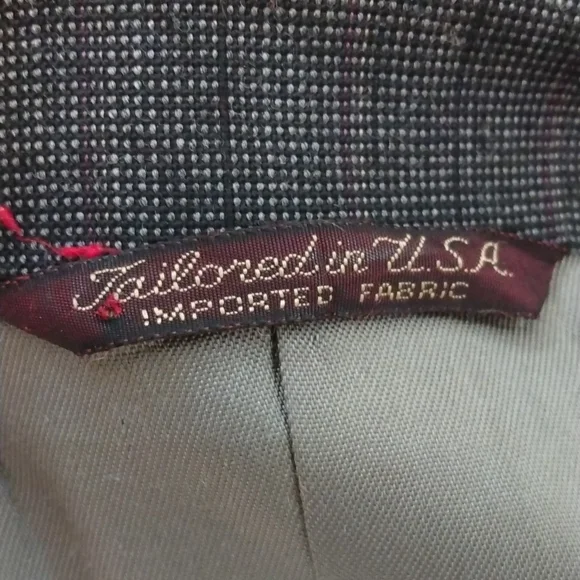 Tailored in U.S.A.
IMPORTED FABRIC